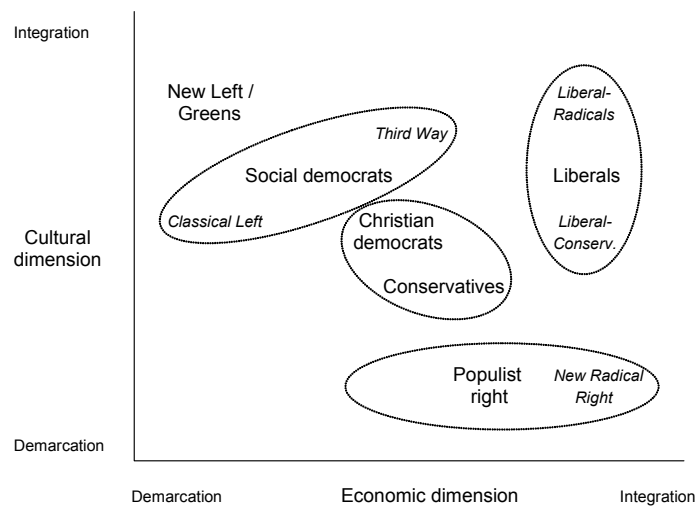 Integration
New Left /
Greens
Liberal-
Radicals
Third Way
Social democrats
Liberals
Classical Left
Christian
democrats
Liberal-
Conserv.
Cultural
dimension
Conservatives
Populist
right
New Radical
Right
Demarcation
Demarcation
Economic dimension
Integration